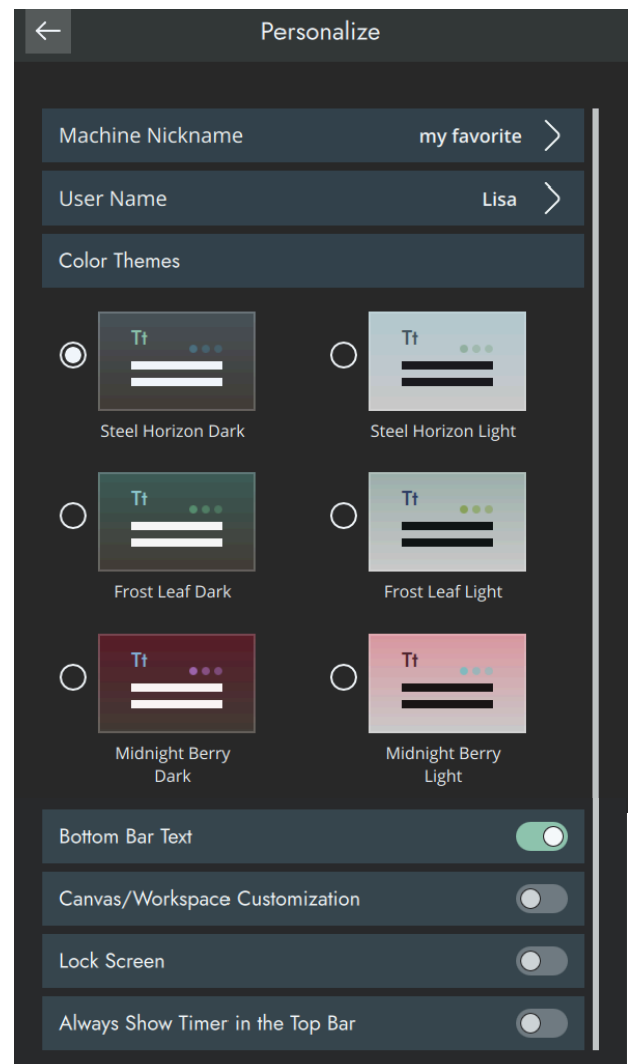 Personalize
Machine Nickname my favorite
User Name Lisa
Color Themes
Tt Tt
Steel Horizon Dark Steel Horizon Light
Tt Tt
Frost Leaf Dark Frost Leaf Light
Tt Tt
Midnight Berry
Dark
Midnight Berry
Light
Bottom Bar Text
Canvas/Workspace Customization
Lock Screen
Always Show Timer in the Top Bar